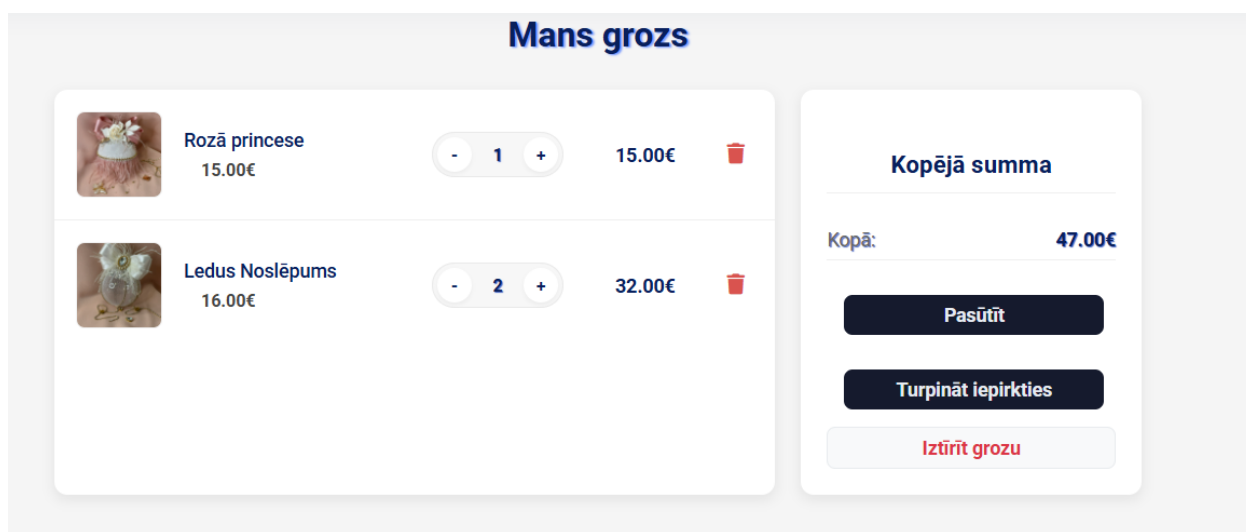 Mans grozs
Rozā princese
15.00€
- 1 +
15.00€
Ledus Noslēpums
16.00€
- 2 +
32.00€
Kopējā summa
Kopā: 47.00€
Pasūtīt
Turpināt iepirkties
Iztīrīt grozu